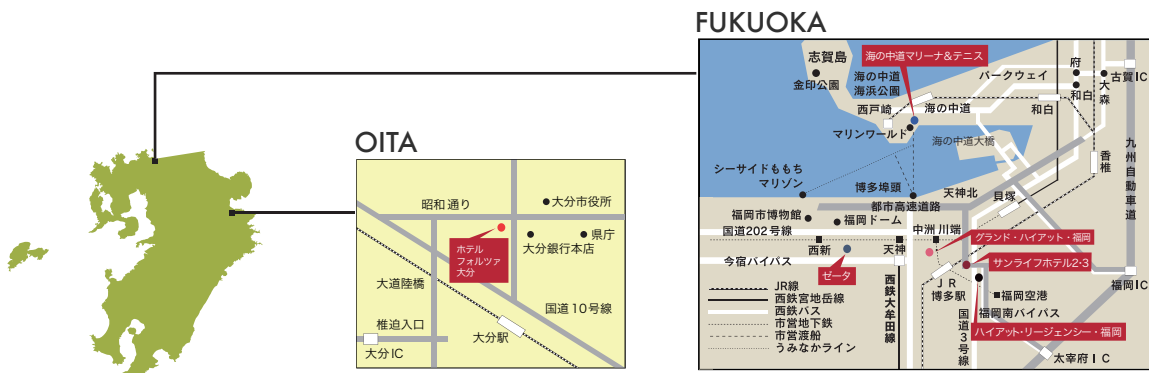 FUKUOKA
志賀島
金印公園
海の中道マリーナ&テニス
海の中道
海浜公園
西戸崎
海の中道
マリンワールド
パークウェイ
府
和白
和白
大森
古賀IC
海の中道大橋
香椎
九州自動車道
シーサイドももち
マリゾン
博多埠頭
天神北
貝塚
都市高速道路
福岡市博物館
福岡ドーム
国道202号線
中洲川端
グランド・ハイアット・福岡
西新
天神
今宿バイパス
ゼータ
サンライフホテル2・3
JR
博多駅
福岡空港
福岡IC
福岡南バイパス
ハイアット・リージェンシー・福岡
西鉄大牟田線
国道3号線
太宰府IC
JR線
西鉄宮地岳線
西鉄バス
市営地下鉄
市営渡船
うみなかライン
OITA
昭和通り
大分市役所
県庁
大分銀行本店
ホテル
フォルツァ
大分
大道陸橋
国道10号線
椎迫入口
大分駅
大分IC